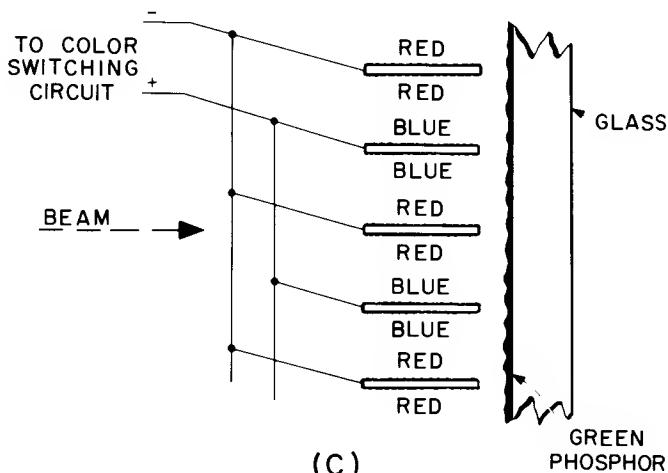 −
TO COLOR
SWITCHING
CIRCUIT
+
RED
RED
BLUE
BLUE
GLASS
BEAM
RED
RED
BLUE
BLUE
RED
RED
GREEN
PHOSPHOR
(C)